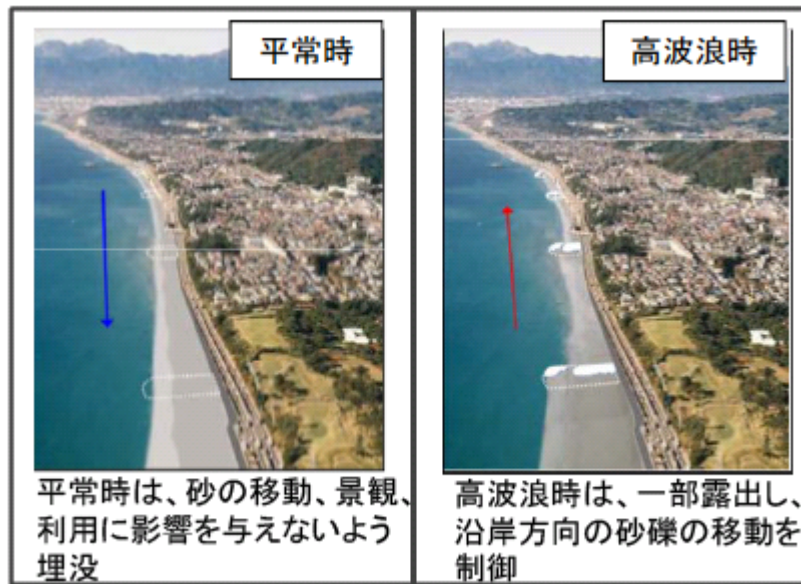 平常時
平常時は、砂の移動、景観、
利用に影響を与えないよう
埋没
高波浪時
高波浪時は、一部露出し、
沿岸方向の砂礫の移動を
制御